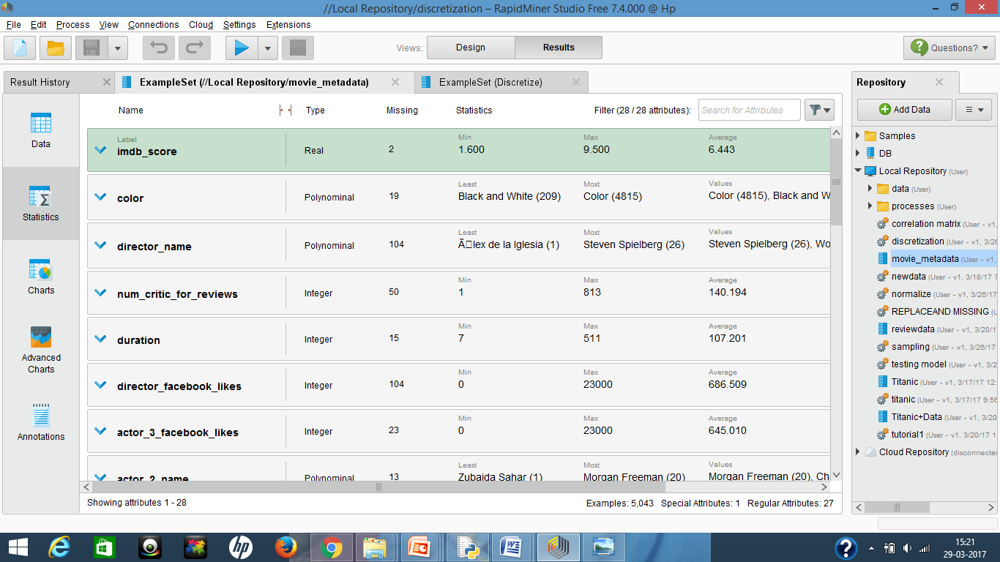 //Local Repository/discretization – RapidMiner Studio Free 7.4.000 @ Hp
File Edit Process View Connections Cloud Settings Extensions
Views: Design Results Questions?
Result History ExampleSet (//Local Repository/movie_metadata) ExampleSet (Discretize)
Data
Statistics
Charts
Advanced
Charts
Annotations
Name Type Missing Statistics Filter (28 / 28 attributes): Search for Attributes
Label Min Max Average
imdb_score Real 2 1.600 9.500 6.443
Least Most Values
color Polynominal 19 Black and White (209) Color (4815) Color (4815), Black and W
Least Most Values
director_name Polynominal 104 Ã lex de la Iglesia (1) Steven Spielberg (26) Steven Spielberg (26), Wo
Min Max Average
num_critic_for_reviews Integer 50 1 813 140.194
Min Max Average
duration Integer 15 7 511 107.201
Min Max Average
director_facebook_likes Integer 104 0 23000 686.509
Min Max Average
actor_3_facebook_likes Integer 23 0 23000 645.010
Least Most Values
actor_2_name Polynominal 13 Zubaida Sahar (1) Morgan Freeman (20) Morgan Freeman (20), Ch
Showing attributes 1 - 28 Examples: 5,043 Special Attributes: 1 Regular Attributes: 27
Repository
Add Data
Samples
DB
Local Repository (User)
data (User)
processes (User)
correlation matrix (User - v1,
discretization (User - v1, 3/26
movie_metadata (User - v1,
newdata (User - v1, 3/18/17 7
normalize (User - v1, 3/26/17
REPLACEAND MISSING (U
reviewdata (User - v1, 3/20/1
sampling (User - v1, 3/26/17
testing model (User - v1, 3/2
Titanic (User - v1, 3/17/17 12:
titanic (User - v1, 3/17/17 9:56
Titanic+Data (User - v1, 3/20
tutorial1 (User - v1, 3/20/17 1
Cloud Repository (disconnected
15:21
29-03-2017